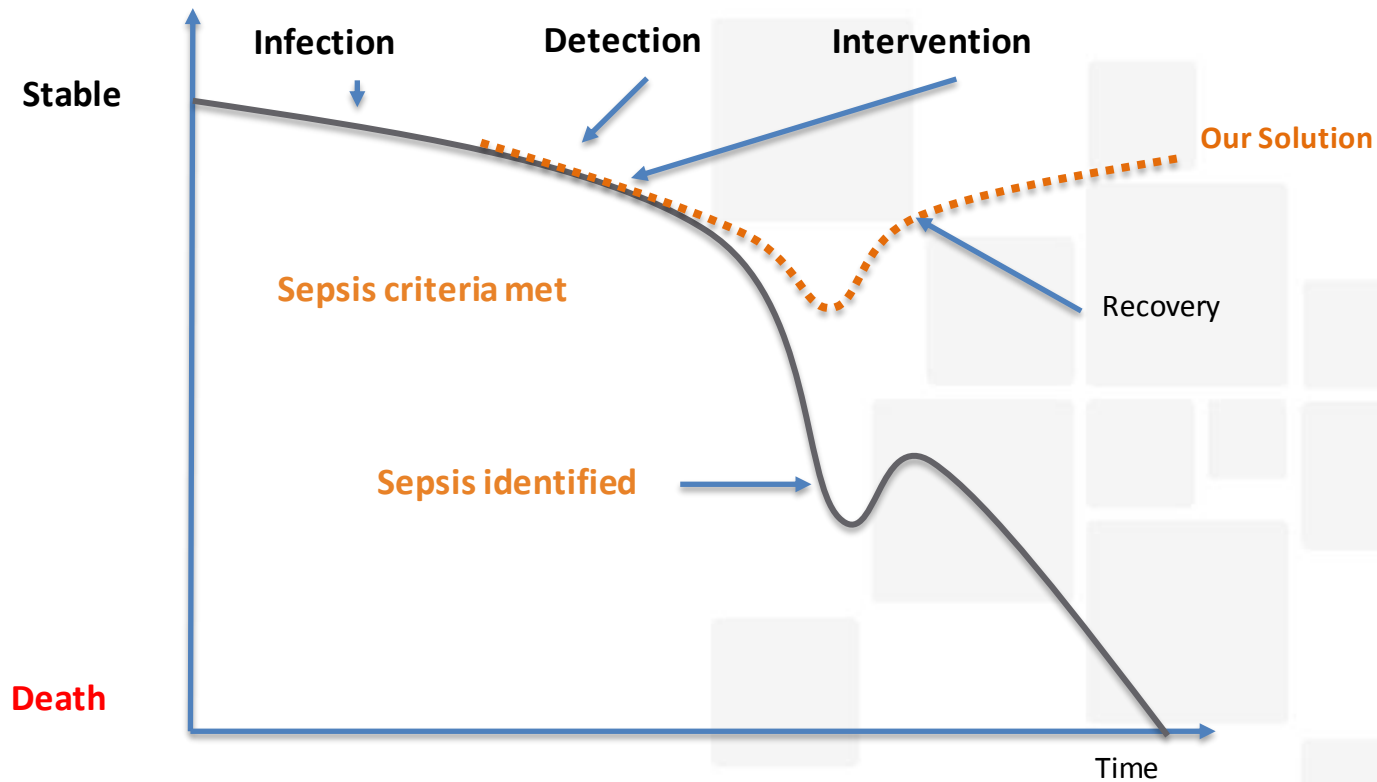 Infection
Detection
Intervention
Stable
Our Solution
Sepsis criteria met
Recovery
Sepsis identified
Death
Time